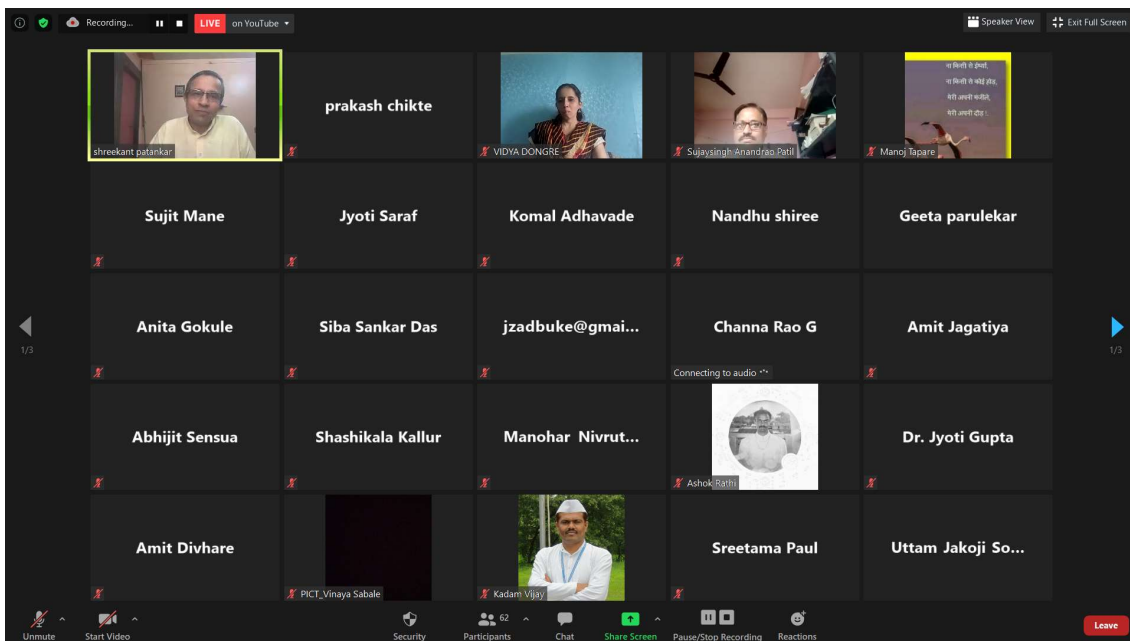 Recording...
LIVE on YouTube
Speaker View
Exit Full Screen
shreekant patankar
prakash chikte
VIDYA DONGRE
Sujaysingh Anandrao Patil
ना किसी से ईर्ष्या,
ना किसी से कोई होड़,
मेरी अपनी मंजीले,
मेरी अपनी दौड़ !
Manoj Tapare
Sujit Mane
Jyoti Saraf
Komal Adhavade
Nandhu shiree
Geeta parulekar
Anita Gokule
Siba Sankar Das
jzadbuke@gmai...
Channa Rao G
Connecting to audio
Amit Jagatiya
1/3
1/3
Abhijit Sensua
Shashikala Kallur
Manohar Nivrut...
Ashok Rathi
Dr. Jyoti Gupta
Amit Divhare
PICT_Vinaya Sabale
Kadam Vijay
Sreetama Paul
Uttam Jakoji So...
Unmute
Start Video
Security
62
Participants
Chat
Share Screen
Pause/Stop Recording
Reactions
Leave